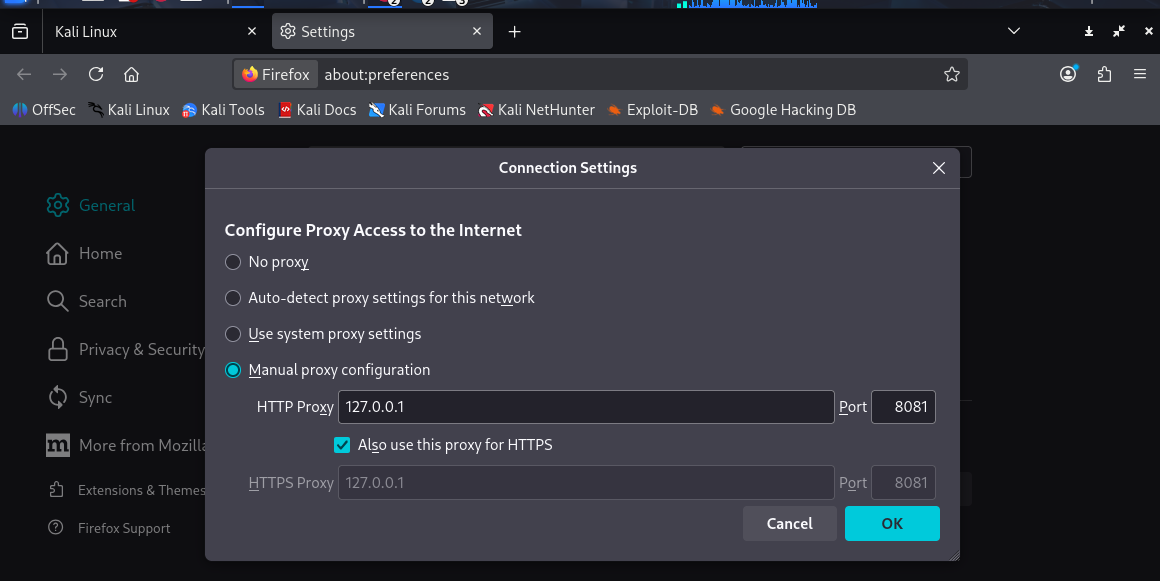 2
2
3
Kali Linux
Settings
Firefox about:preferences
OffSec Kali Linux Kali Tools Kali Docs Kali Forums Kali NetHunter Exploit-DB Google Hacking DB
Connection Settings
General
Home
Search
Privacy & Security
Sync
More from Mozilla
Extensions & Themes
Firefox Support
Configure Proxy Access to the Internet
No proxy
Auto-detect proxy settings for this network
Use system proxy settings
Manual proxy configuration
HTTP Proxy 127.0.0.1 Port 8081
Also use this proxy for HTTPS
HTTPS Proxy 127.0.0.1 Port 8081
Cancel OK